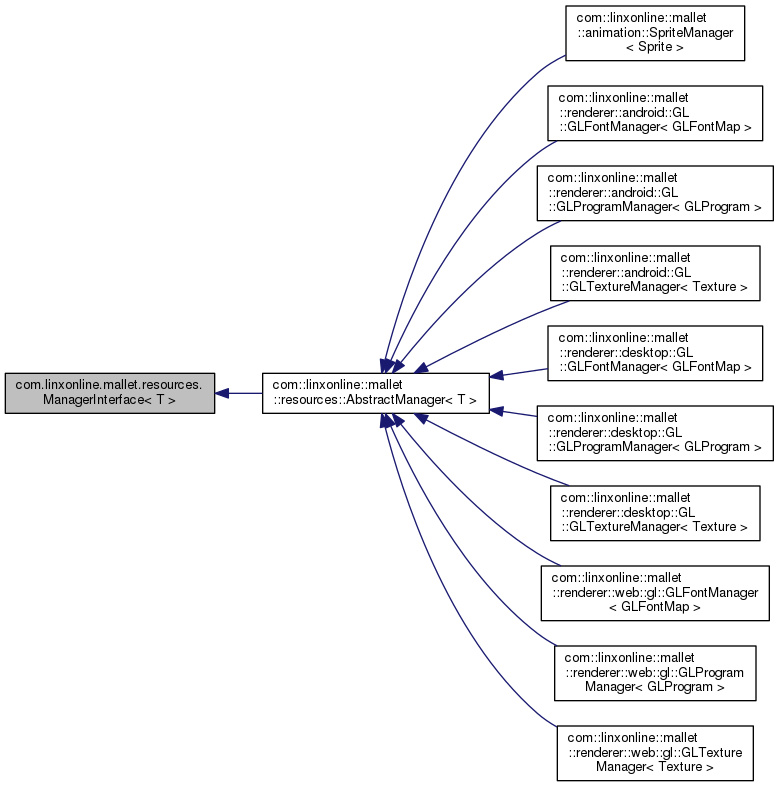 com.linxonline.mallet.resources.
ManagerInterface< T >
com::linxonline::mallet
::resources::AbstractManager< T >
com::linxonline::mallet
::animation::SpriteManager
< Sprite >
com::linxonline::mallet
::renderer::android::GL
::GLFontManager< GLFontMap >
com::linxonline::mallet
::renderer::android::GL
::GLProgramManager< GLProgram >
com::linxonline::mallet
::renderer::android::GL
::GLTextureManager< Texture >
com::linxonline::mallet
::renderer::desktop::GL
::GLFontManager< GLFontMap >
com::linxonline::mallet
::renderer::desktop::GL
::GLProgramManager< GLProgram >
com::linxonline::mallet
::renderer::desktop::GL
::GLTextureManager< Texture >
com::linxonline::mallet
::renderer::web::gl::GLFontManager
< GLFontMap >
com::linxonline::mallet
::renderer::web::gl::GLProgram
Manager< GLProgram >
com::linxonline::mallet
::renderer::web::gl::GLTexture
Manager< Texture >